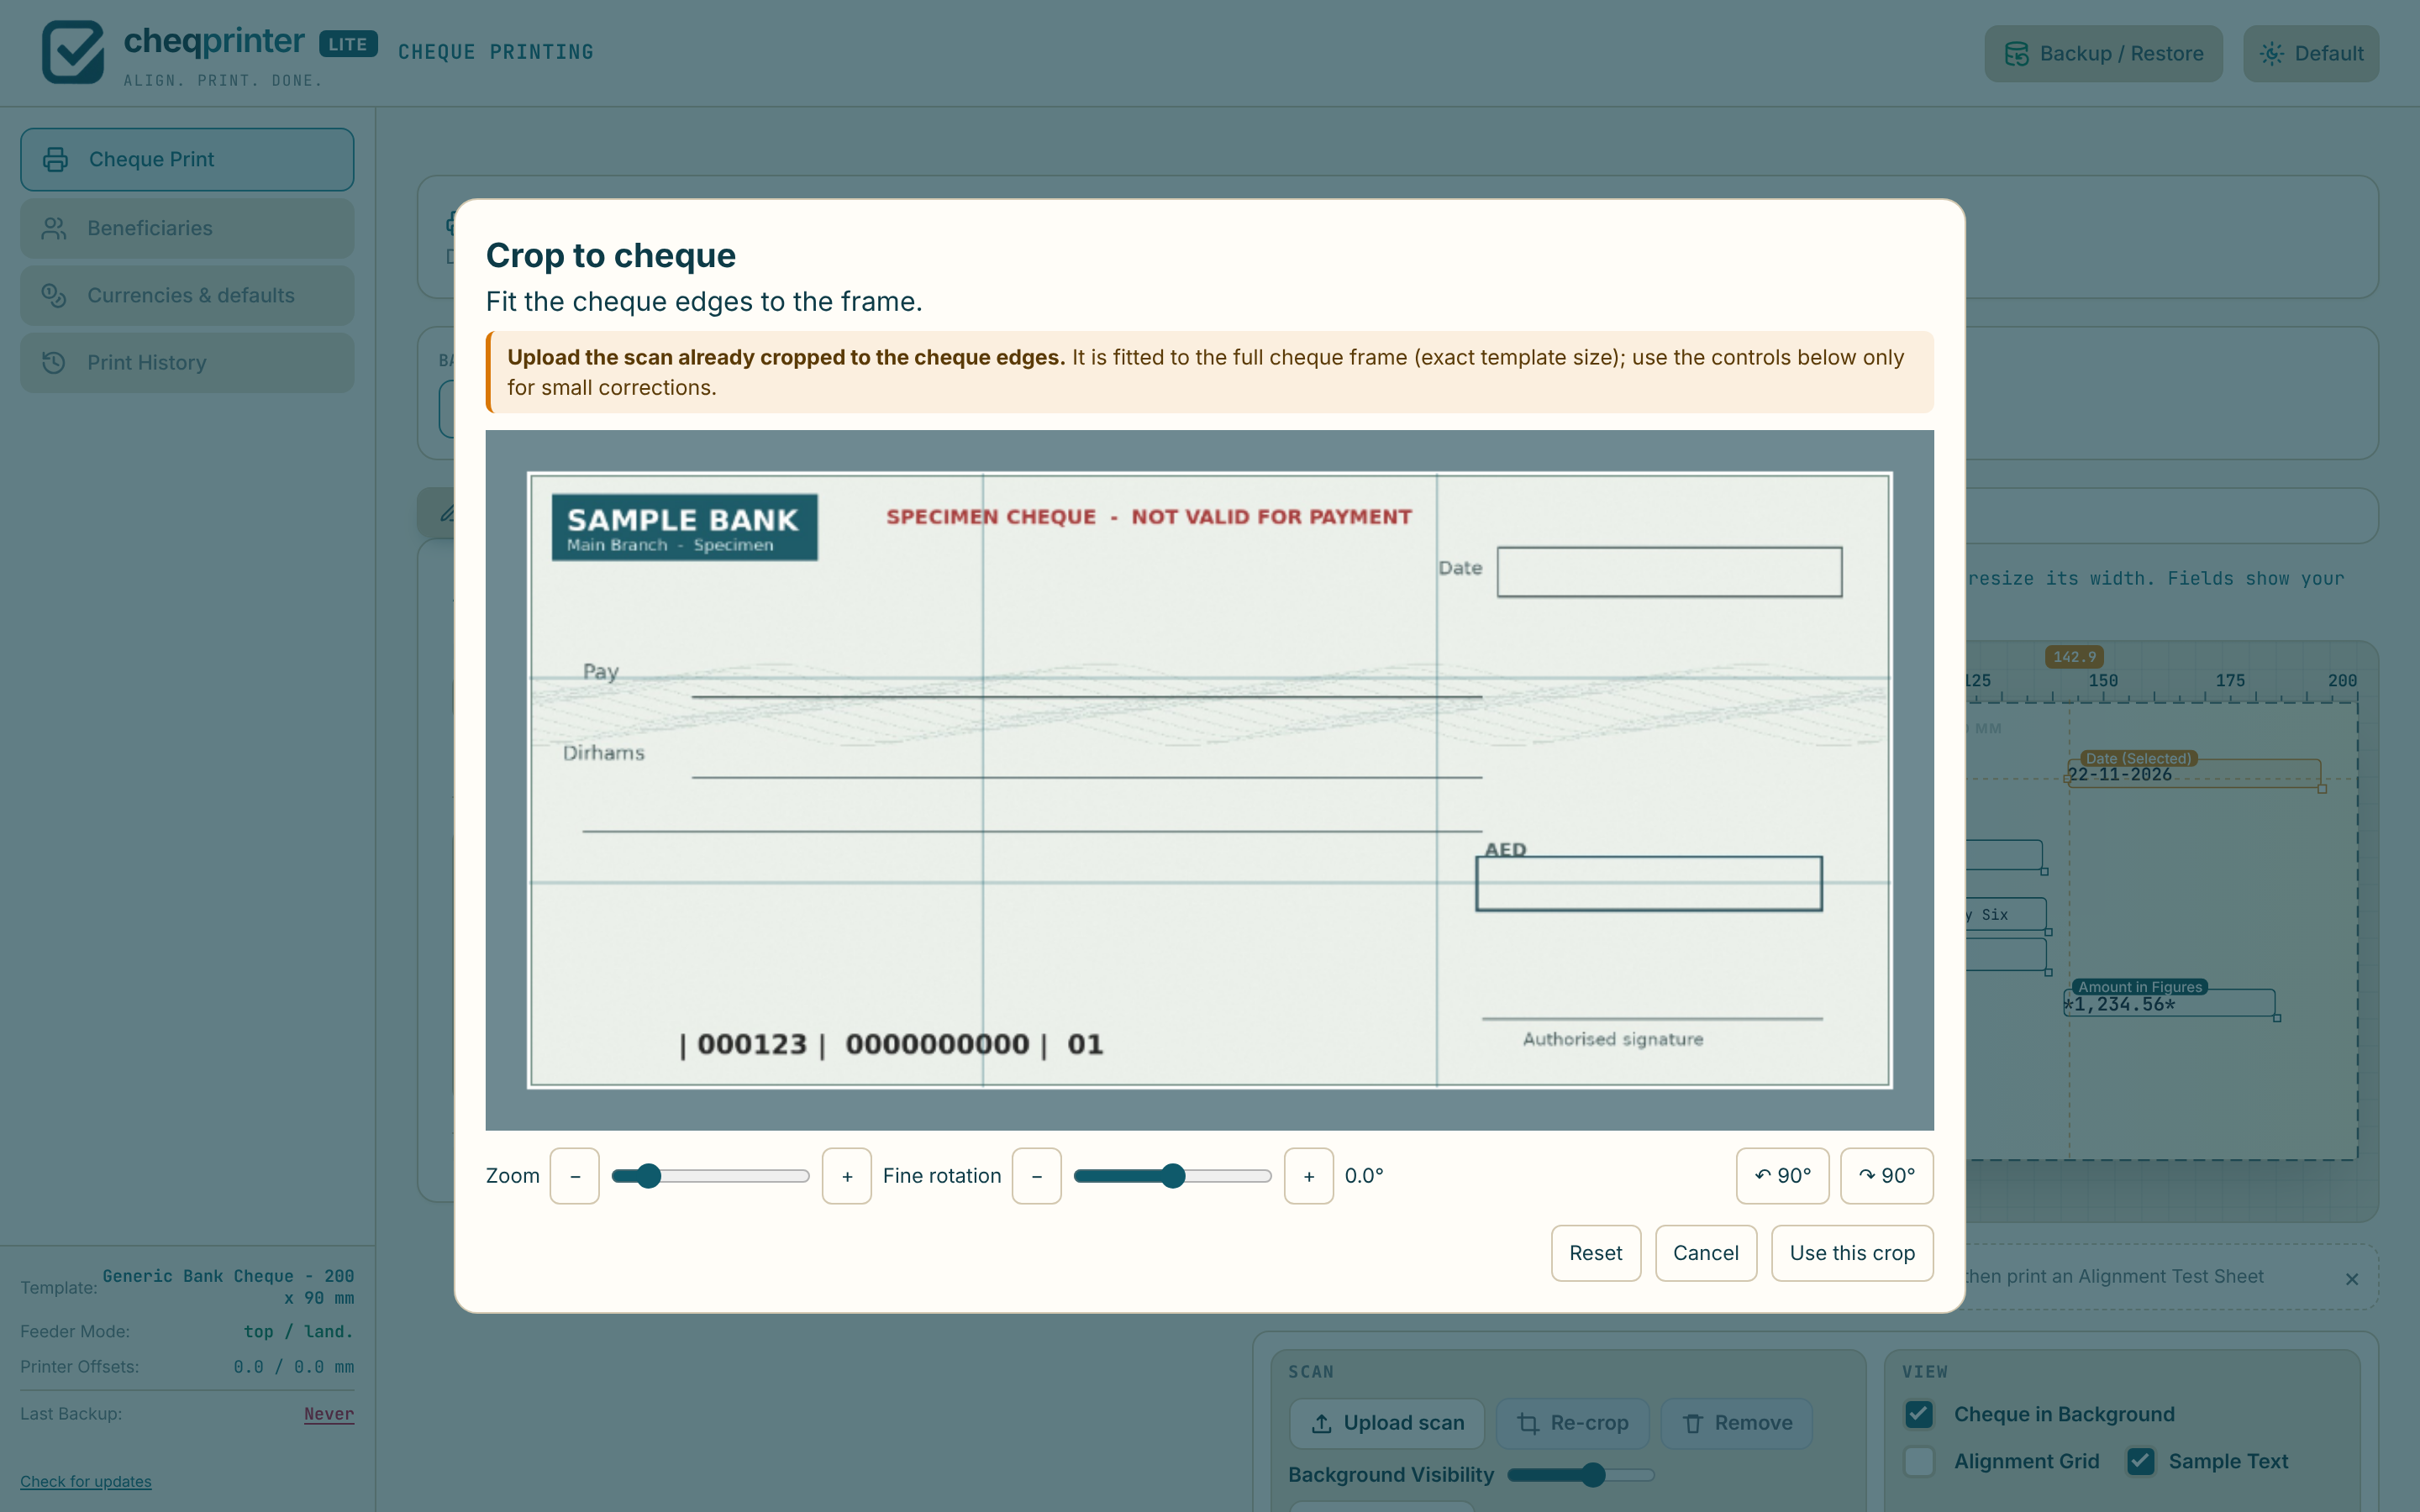 cheqprinter LITE CHEQUE PRINTING
ALIGN. PRINT. DONE.
Backup / Restore
Default
Cheque Print
Beneficiaries
Currencies & defaults
Print History
Crop to cheque
Fit the cheque edges to the frame.
Upload the scan already cropped to the cheque edges. It is fitted to the full cheque frame (exact template size); use the controls below only
for small corrections.
SAMPLE BANK
Main Branch - Specimen
SPECIMEN CHEQUE - NOT VALID FOR PAYMENT
Date
Pay
Dirhams
AED
Authorised signature
| 000123 | 0000000000 | 01
Zoom − + Fine rotation − + 0.0°
↶ 90° ↷ 90°
Reset Cancel Use this crop
resize its width. Fields show your
142.9
125 150 175 200
MM
Date (Selected)
22-11-2026
y Six
Amount in Figures
*1,234.56*
then print an Alignment Test Sheet ×
Template: Generic Bank Cheque - 200
x 90 mm
Feeder Mode: top / land.
Printer Offsets: 0.0 / 0.0 mm
Last Backup: Never
Check for updates
SCAN
Upload scan Re-crop Remove
Background Visibility
VIEW
Cheque in Background
Alignment Grid Sample Text